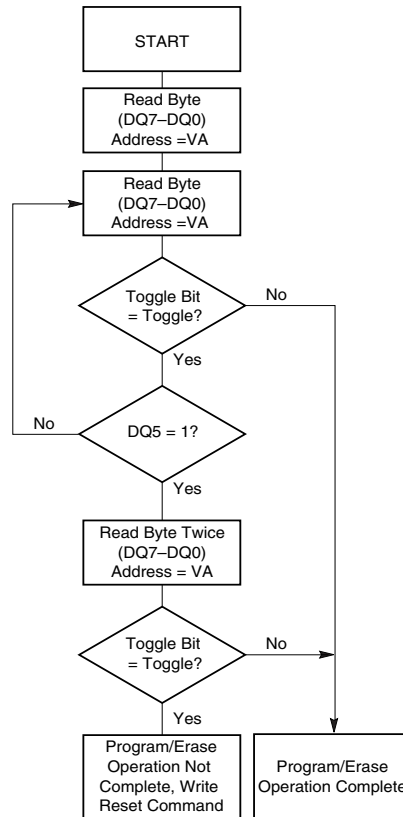 START
Read Byte
(DQ7–DQ0)
Address =VA
Read Byte
(DQ7–DQ0)
Address =VA
Toggle Bit
= Toggle?
No
Yes
No
DQ5 = 1?
Yes
Read Byte Twice
(DQ7–DQ0)
Address = VA
Toggle Bit
= Toggle?
No
Yes
Program/Erase
Operation Not
Complete, Write
Reset Command
Program/Erase
Operation Complete